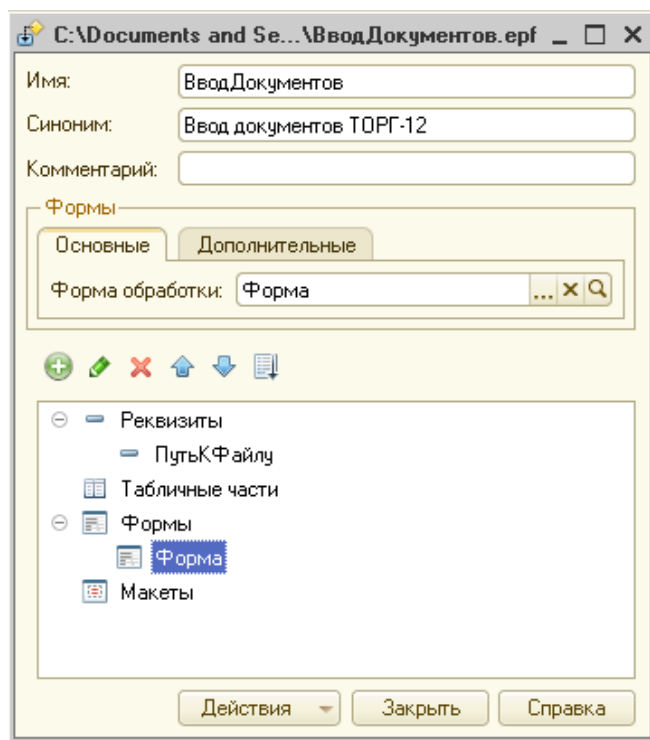 C:\Documents and Se...\ВводДокументов.epf
Имя: ВводДокументов
Синоним: Ввод документов ТОРГ-12
Комментарий:
Формы
Основные Дополнительные
Форма обработки: Форма ...
Реквизиты
ПутьКФайлу
Табличные части
Формы
Форма
Макеты
Действия Закрыть Справка